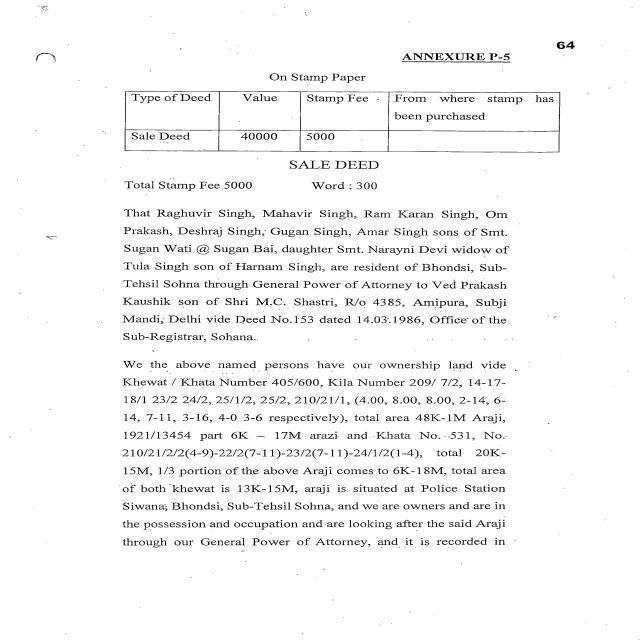 64
ANNEXURE P-5
On Stamp Paper
Type of Deed Value Stamp Fee From where stamp has
been purchased
Sale Deed 40000 5000
SALE DEED
Total Stamp Fee 5000 Word : 300
That Raghuvir Singh, Mahavir Singh, Ram Karan Singh, Om
Prakash, Deshraj Singh, Gugan Singh, Amar Singh sons of Smt.
Sugan Wati @ Sugan Bai, daughter Smt. Narayni Devi widow of
Tula Singh son of Harnam Singh, are resident of Bhondsi, Sub-
Tehsil Sohna through General Power of Attorney to Ved Prakash
Kaushik son of Shri M.C. Shastri, R/o 4385, Amipura, Subji
Mandi, Delhi vide Deed No.153 dated 14.03.1986, Office of the
Sub-Registrar, Sohana.
We the above named persons have our ownership land vide
Khewat / Khata Number 405/600, Kila Number 209/ 7/2, 14-17-
18/1 23/2 24/2, 25/1/2, 25/2, 210/21/1, (4.00, 8.00, 8.00, 2-14, 6-
14, 7-11, 3-16, 4-0 3-6 respectively), total area 48K-1M Araji,
1921/13454 part 6K – 17M arazi and Khata No. 531, No.
210/21/2/2(4-9)-22/2(7-11)-23/2(7-11)-24/1/2(1-4), total 20K-
15M, 1/3 portion of the above Araji comes to 6K-18M, total area
of both khewat is 13K-15M, araji is situated at Police Station
Siwana, Bhondsi, Sub-Tehsil Sohna, and we are owners and are in
the possession and occupation and are looking after the said Araji
through our General Power of Attorney, and it is recorded in